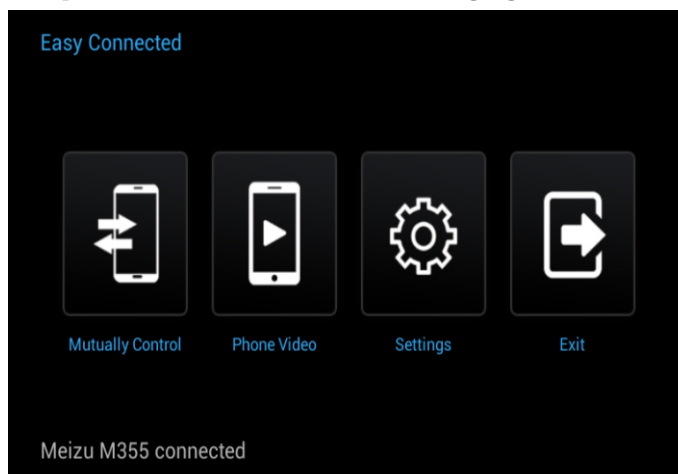 Easy Connected
Mutually Control
Phone Video
Settings
Exit
Meizu M355 connected